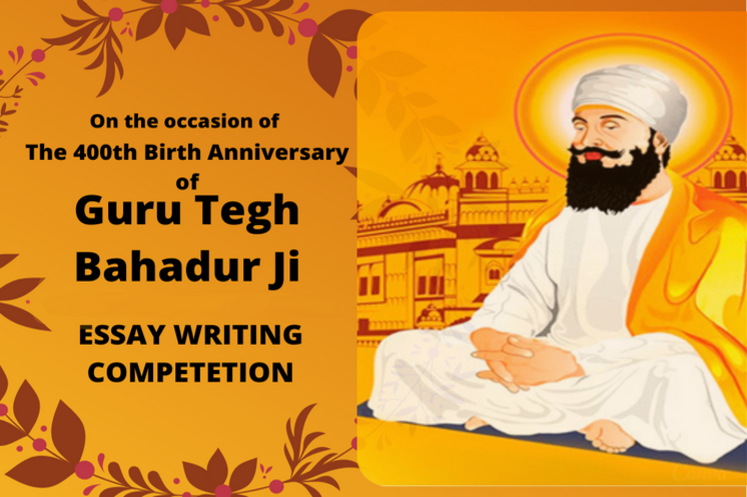 On the occasion of
The 400th Birth Anniversary
of
Guru Tegh
Bahadur Ji
ESSAY WRITING
COMPETETION